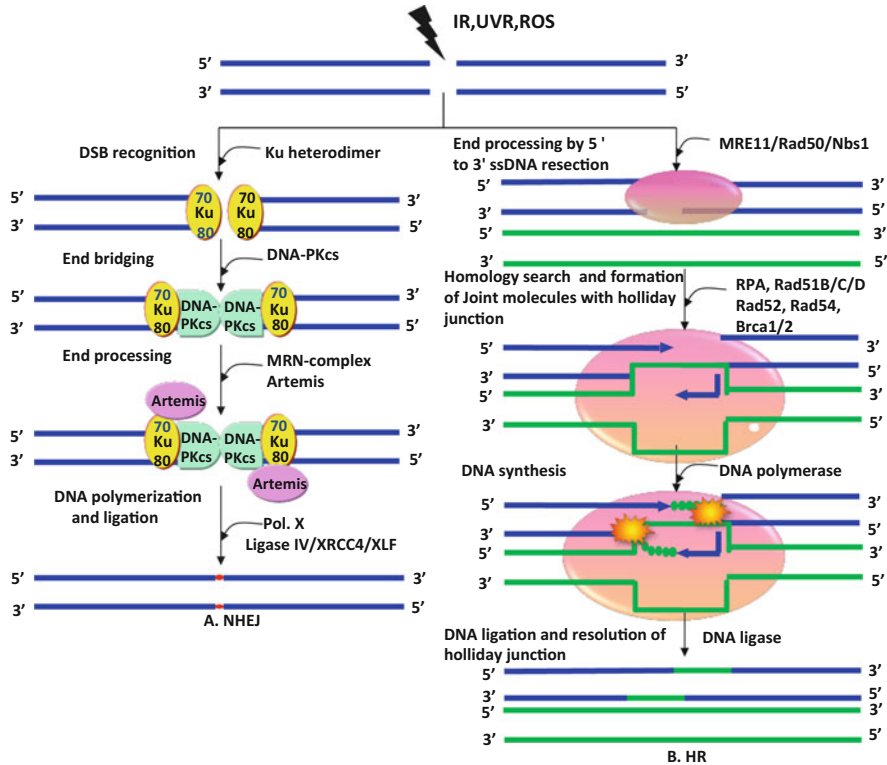 IR,UVR,ROS
5’ 3’
3’ 5’
DSB recognition
Ku heterodimer
5’ 70 Ku 80 70 Ku 80 3’
3’ 5’
End bridging
DNA-PKcs
5’ 70 Ku 80 DNA-PKcs DNA-PKcs 70 Ku 80 3’
3’ 5’
End processing
MRN-complex
Artemis
Artemis
5’ 70 Ku 80 DNA-PKcs DNA-PKcs 70 Ku 80 3’
3’ 5’
Artemis
DNA polymerization
and ligation
Pol. X
Ligase IV/XRCC4/XLF
5’ 3’
3’ 5’
A. NHEJ
End processing by 5 '
to 3' ssDNA resection
MRE11/Rad50/Nbs1
5’ 3’
3’ 5’
5’ 3’
3’ 5’
Homology search and formation
of Joint molecules with holliday
junction
RPA, Rad51B/C/D
Rad52, Rad54,
Brca1/2
5’ 3’
3’ 5’
5’ 3’
3’ 5’
DNA synthesis
DNA polymerase
5’ 3’
3’ 5’
5’ 3’
3’ 5’
DNA ligation and resolution of
holliday junction
DNA ligase
5’ 3’
3’ 5’
5’ 3’
3’ 5’
B. HR